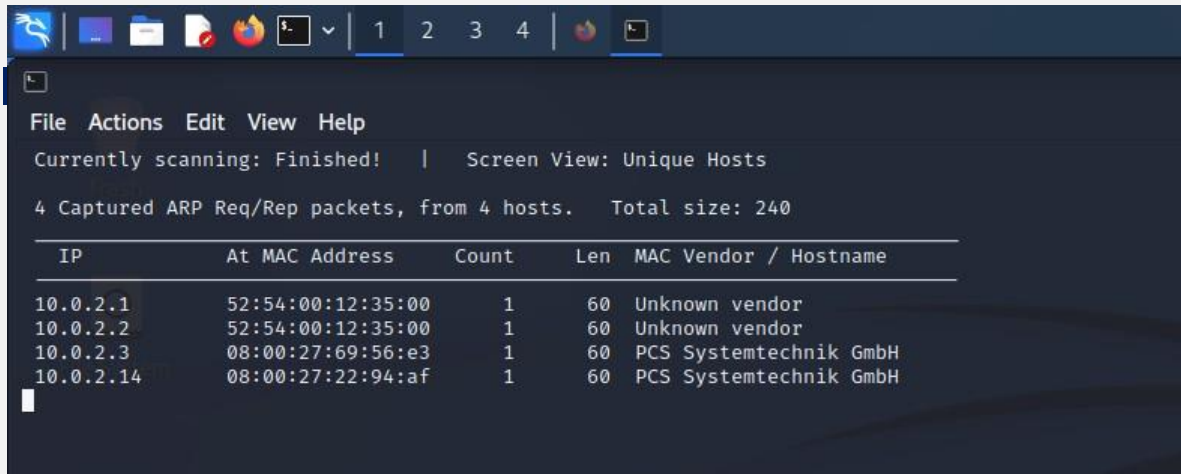 1 2 3 4
File Actions Edit View Help
Currently scanning: Finished! | Screen View: Unique Hosts
4 Captured ARP Req/Rep packets, from 4 hosts. Total size: 240
IP At MAC Address Count Len MAC Vendor / Hostname
10.0.2.1 52:54:00:12:35:00 1 60 Unknown vendor
10.0.2.2 52:54:00:12:35:00 1 60 Unknown vendor
10.0.2.3 08:00:27:69:56:e3 1 60 PCS Systemtechnik GmbH
10.0.2.14 08:00:27:22:94:af 1 60 PCS Systemtechnik GmbH